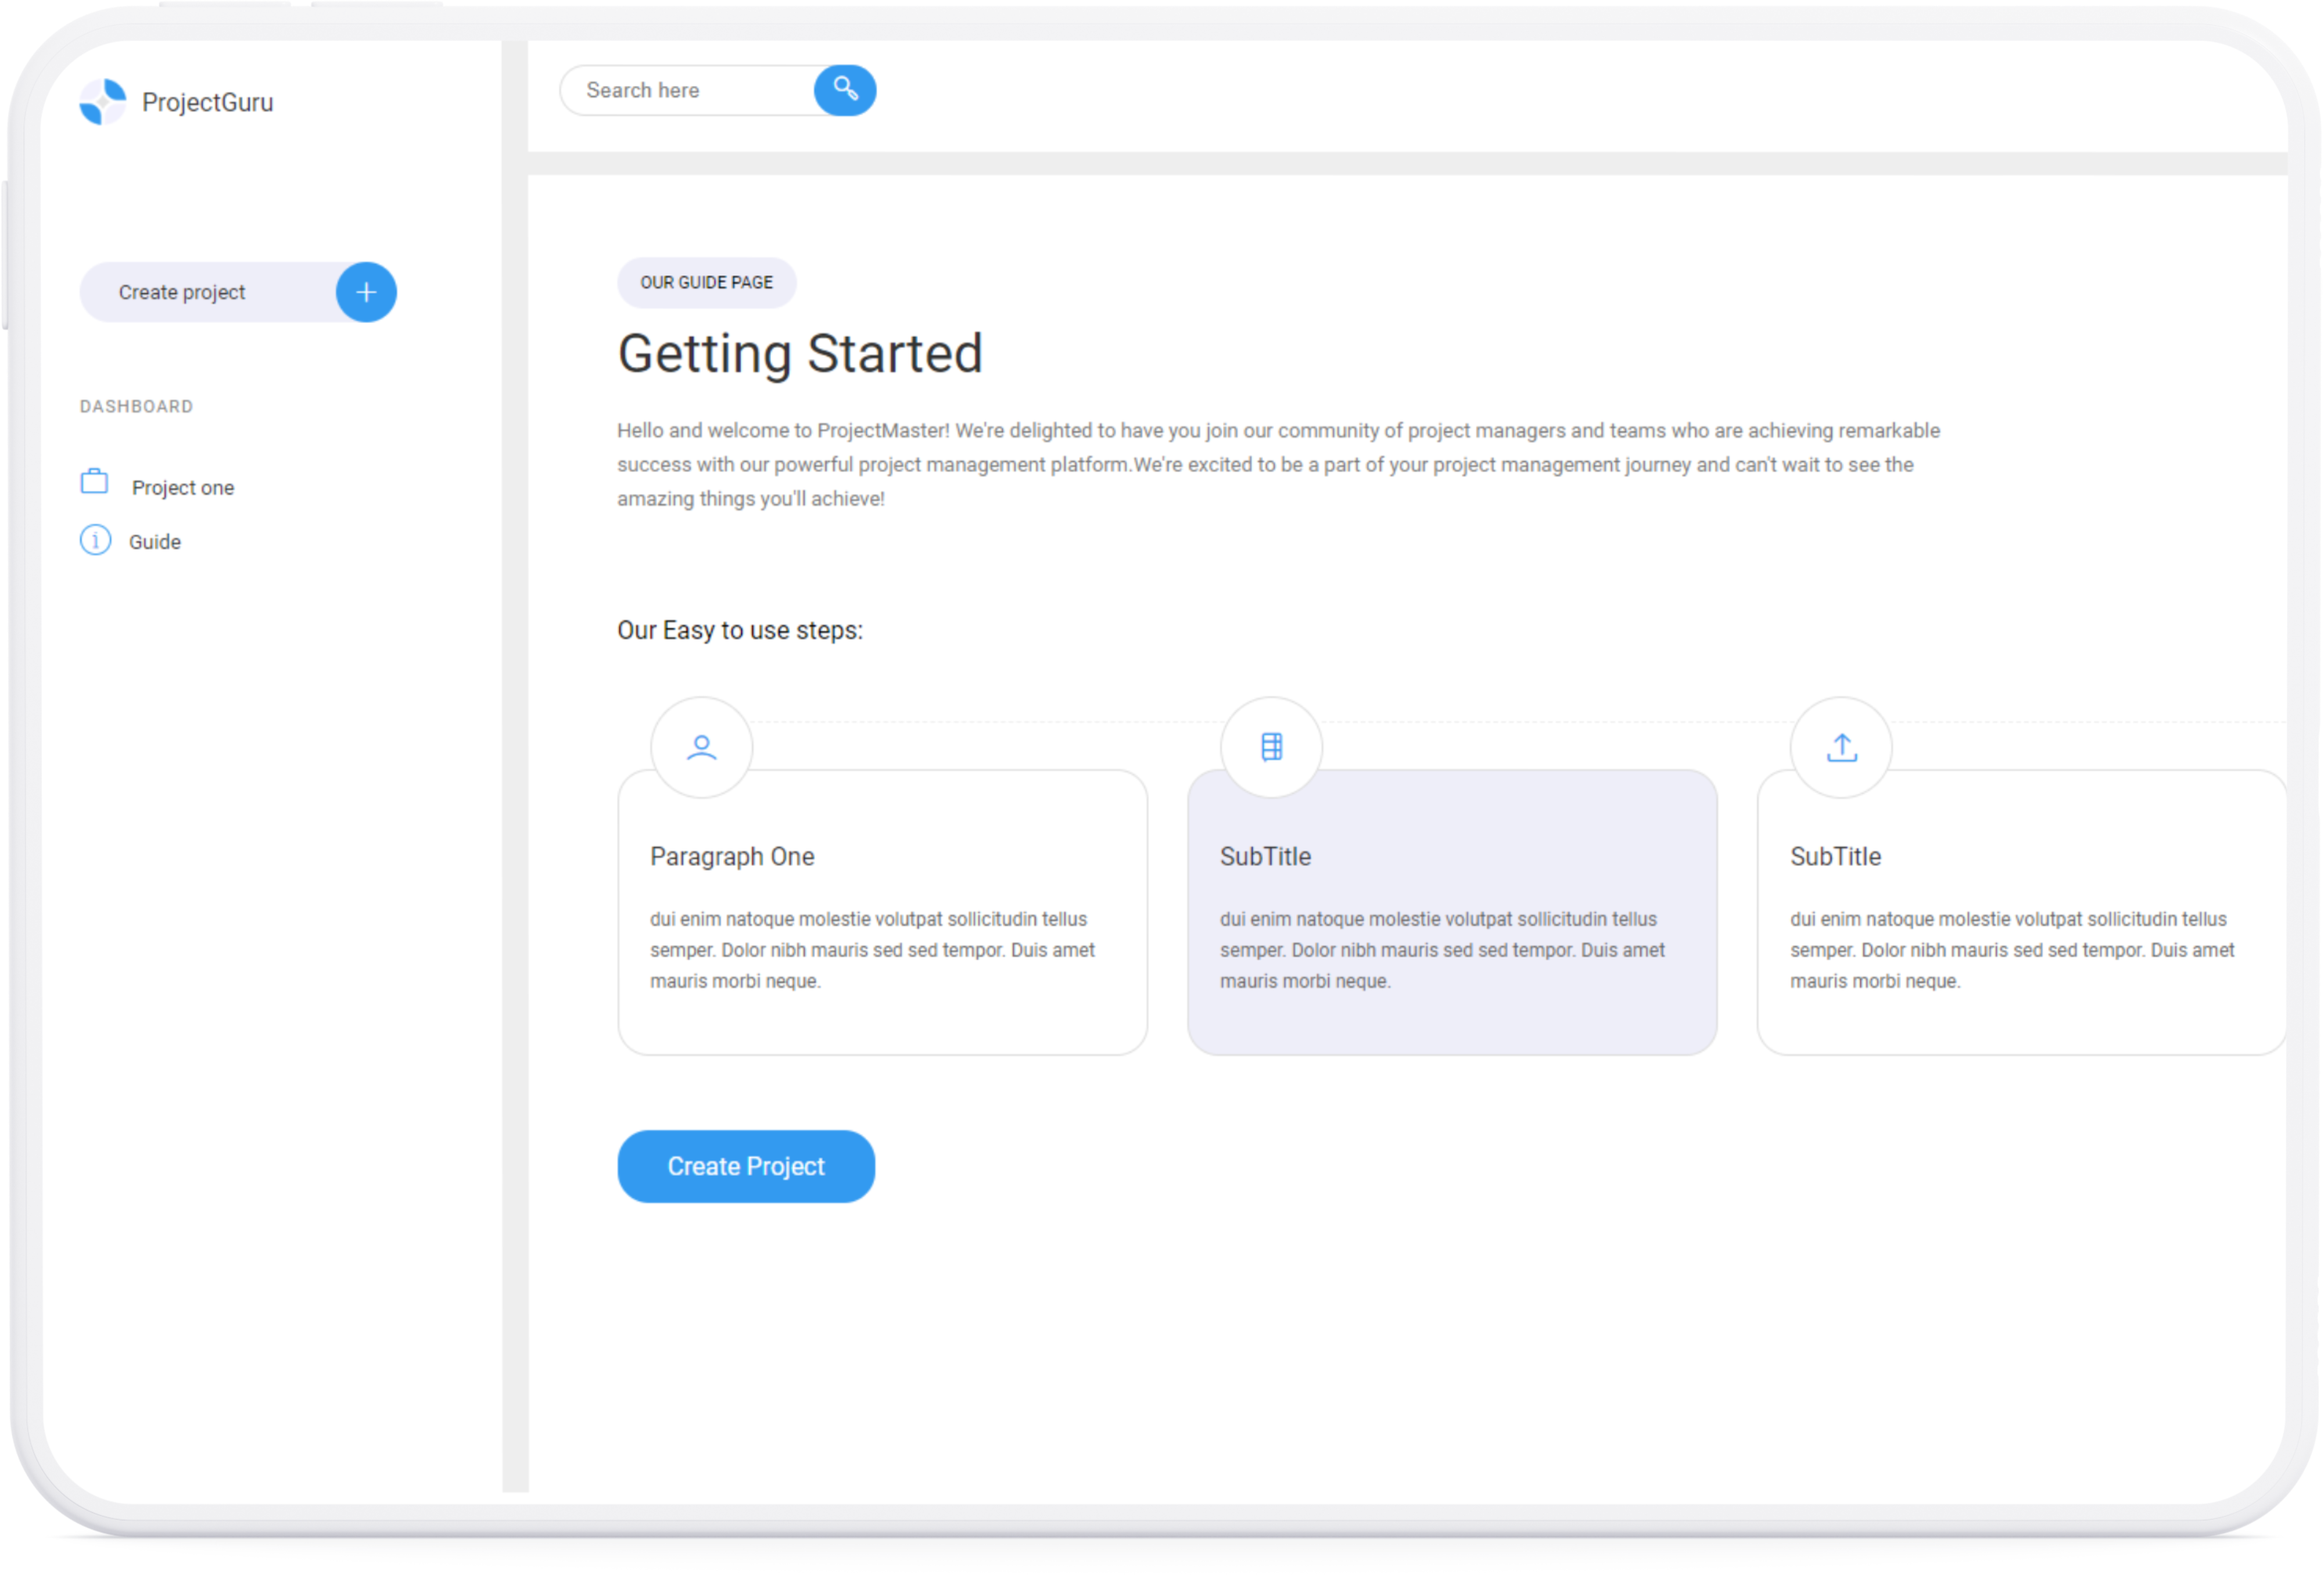 ProjectGuru
Search here
Create project
DASHBOARD
Project one
Guide
OUR GUIDE PAGE
Getting Started
Hello and welcome to ProjectMaster! We're delighted to have you join our community of project managers and teams who are achieving remarkable
success with our powerful project management platform.We're excited to be a part of your project management journey and can't wait to see the
amazing things you'll achieve!
Our Easy to use steps:
Paragraph One
dui enim natoque molestie volutpat sollicitudin tellus
semper. Dolor nibh mauris sed sed tempor. Duis amet
mauris morbi neque.
SubTitle
dui enim natoque molestie volutpat sollicitudin tellus
semper. Dolor nibh mauris sed sed tempor. Duis amet
mauris morbi neque.
SubTitle
dui enim natoque molestie volutpat sollicitudin tellus
semper. Dolor nibh mauris sed sed tempor. Duis amet
mauris morbi neque.
Create Project